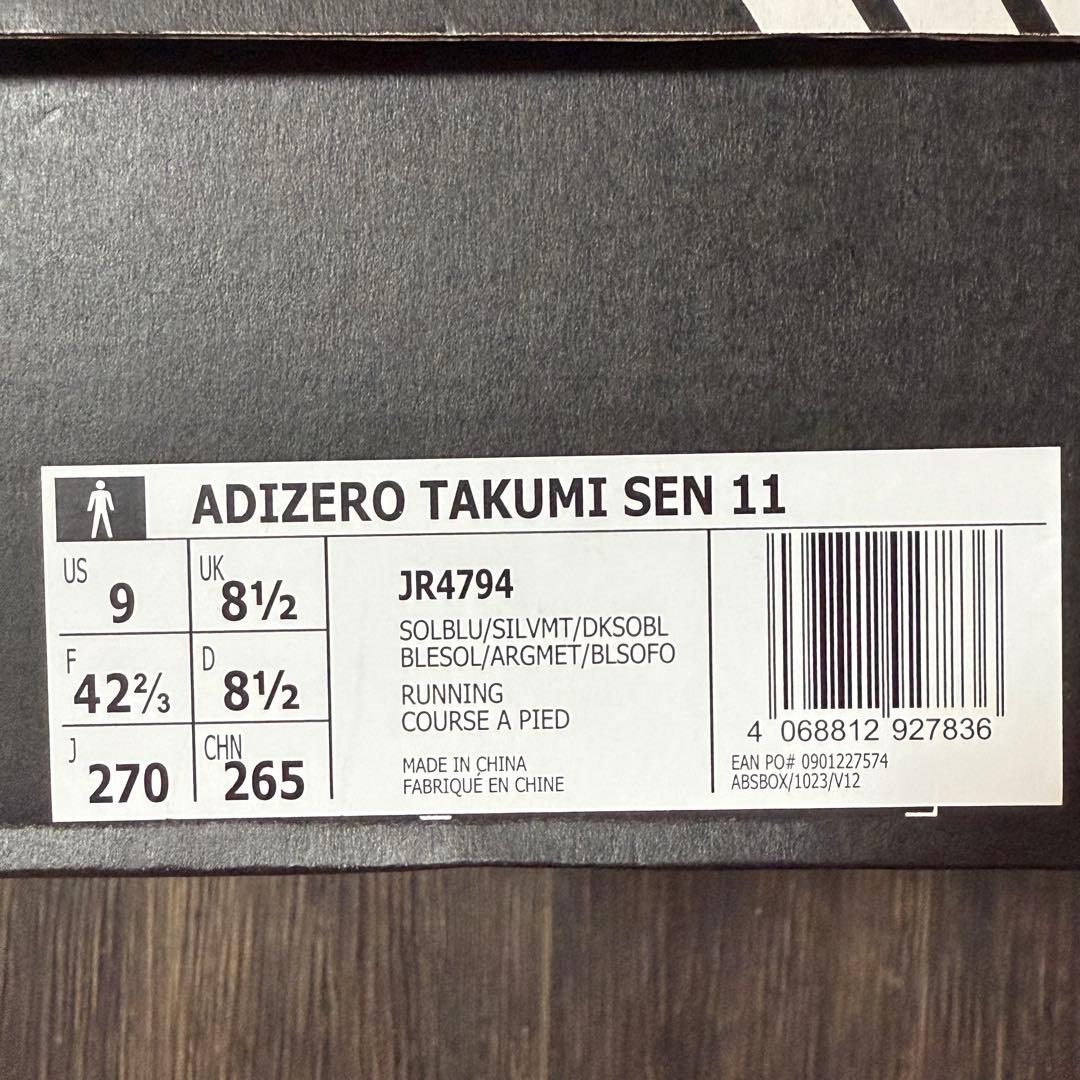 ADIZERO TAKUMI SEN 11
US 9
UK 8½
F 42⅔
D 8½
J 270
CHN 265
JR4794
SOLBLU/SILVMT/DKSOBL
BLESOL/ARGMET/BLSOFO
RUNNING
COURSE A PIED
MADE IN CHINA
FABRIQUÉ EN CHINE
4 068812 927836
EAN PO# 0901227574
ABSBOX/1023/V12